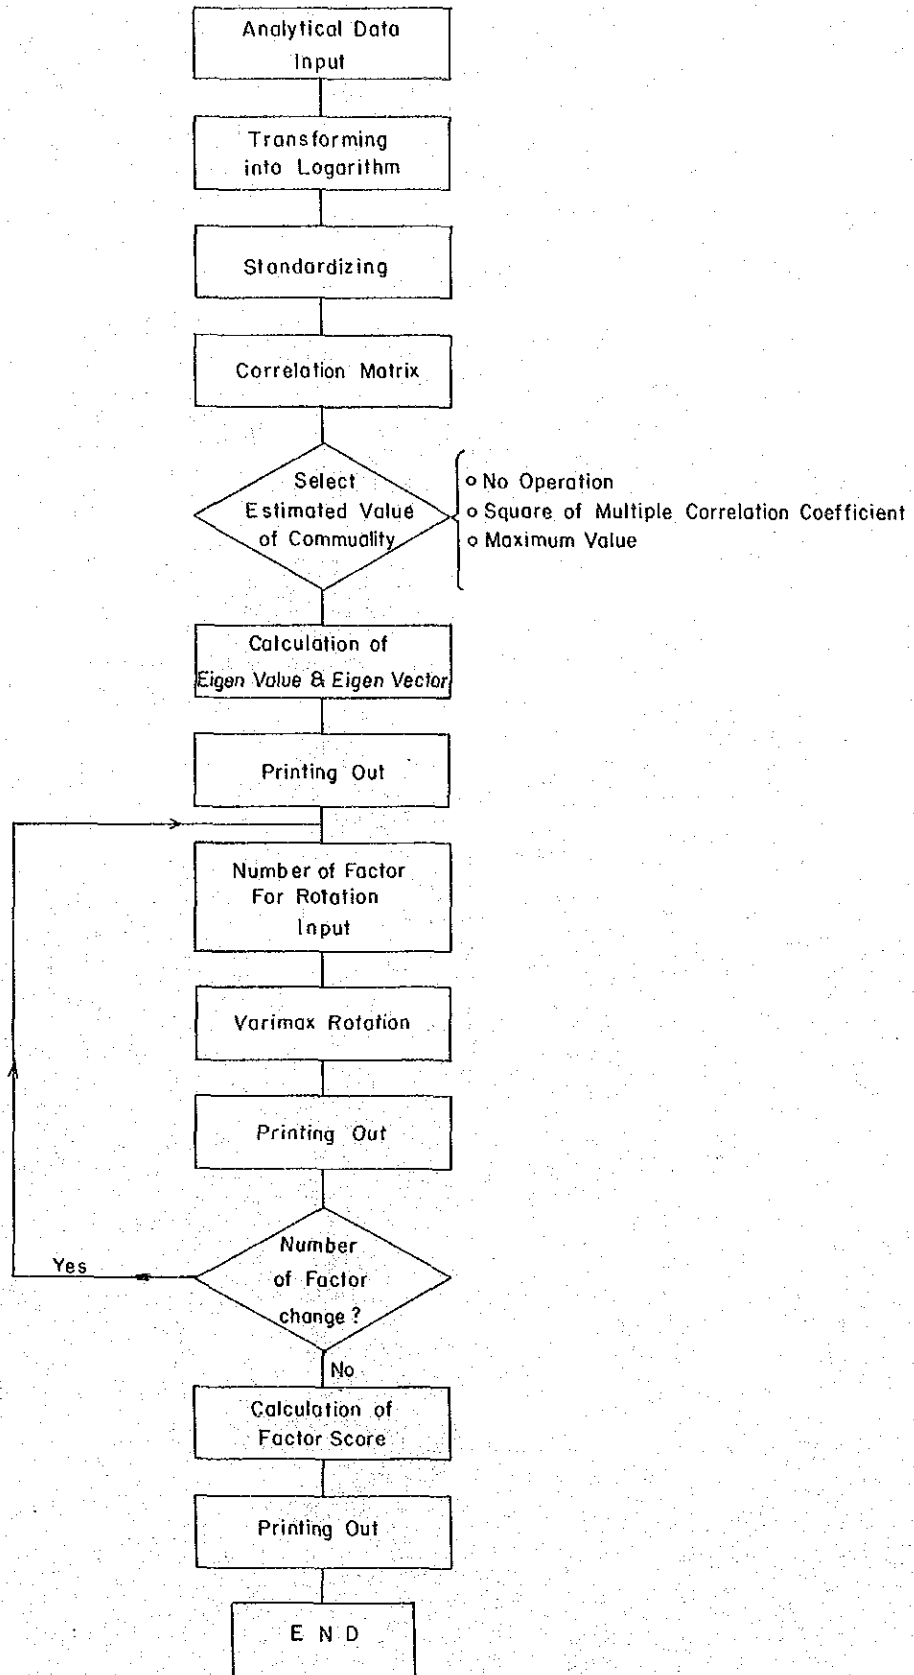 Analytical Data
Input
Transforming
into Logarithm
Standardizing
Correlation Matrix
Select
Estimated Value
of Commuality
No Operation
Square of Multiple Correlation Coefficient
Maximum Value
Calculation of
Eigen Value & Eigen Vector
Printing Out
Number of Factor
For Rotation
Input
Varimax Rotation
Printing Out
Number
of Factor
change ?
Yes
No
Calculation of
Factor Score
Printing Out
E N D